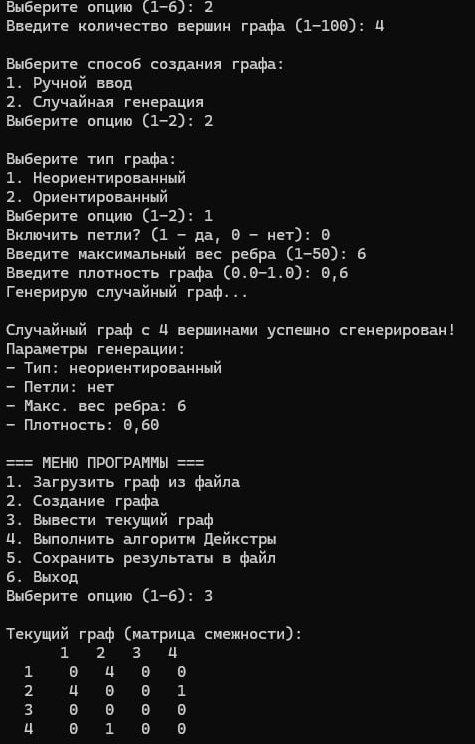 Выберите опцию (1-6): 2
Введите количество вершин графа (1-100): 4
Выберите способ создания графа:
1. Ручной ввод
2. Случайная генерация
Выберите опцию (1-2): 2
Выберите тип графа:
1. Неориентированный
2. Ориентированный
Выберите опцию (1-2): 1
Включить петли? (1 - да, 0 - нет): 0
Введите максимальный вес ребра (1-50): 6
Введите плотность графа (0.0-1.0): 0,6
Генерирую случайный граф...
Случайный граф с 4 вершинами успешно сгенерирован!
Параметры генерации:
- Тип: неориентированный
- Петли: нет
- Макс. вес ребра: 6
- Плотность: 0,60
=== МЕНЮ ПРОГРАММЫ ===
1. Загрузить граф из файла
2. Создание графа
3. Вывести текущий граф
4. Выполнить алгоритм Дейкстры
5. Сохранить результаты в файл
6. Выход
Выберите опцию (1-6): 3
Текущий граф (матрица смежности):
1 2 3 4
1 0 4 0 0
2 4 0 0 1
3 0 0 0 0
4 0 1 0 0